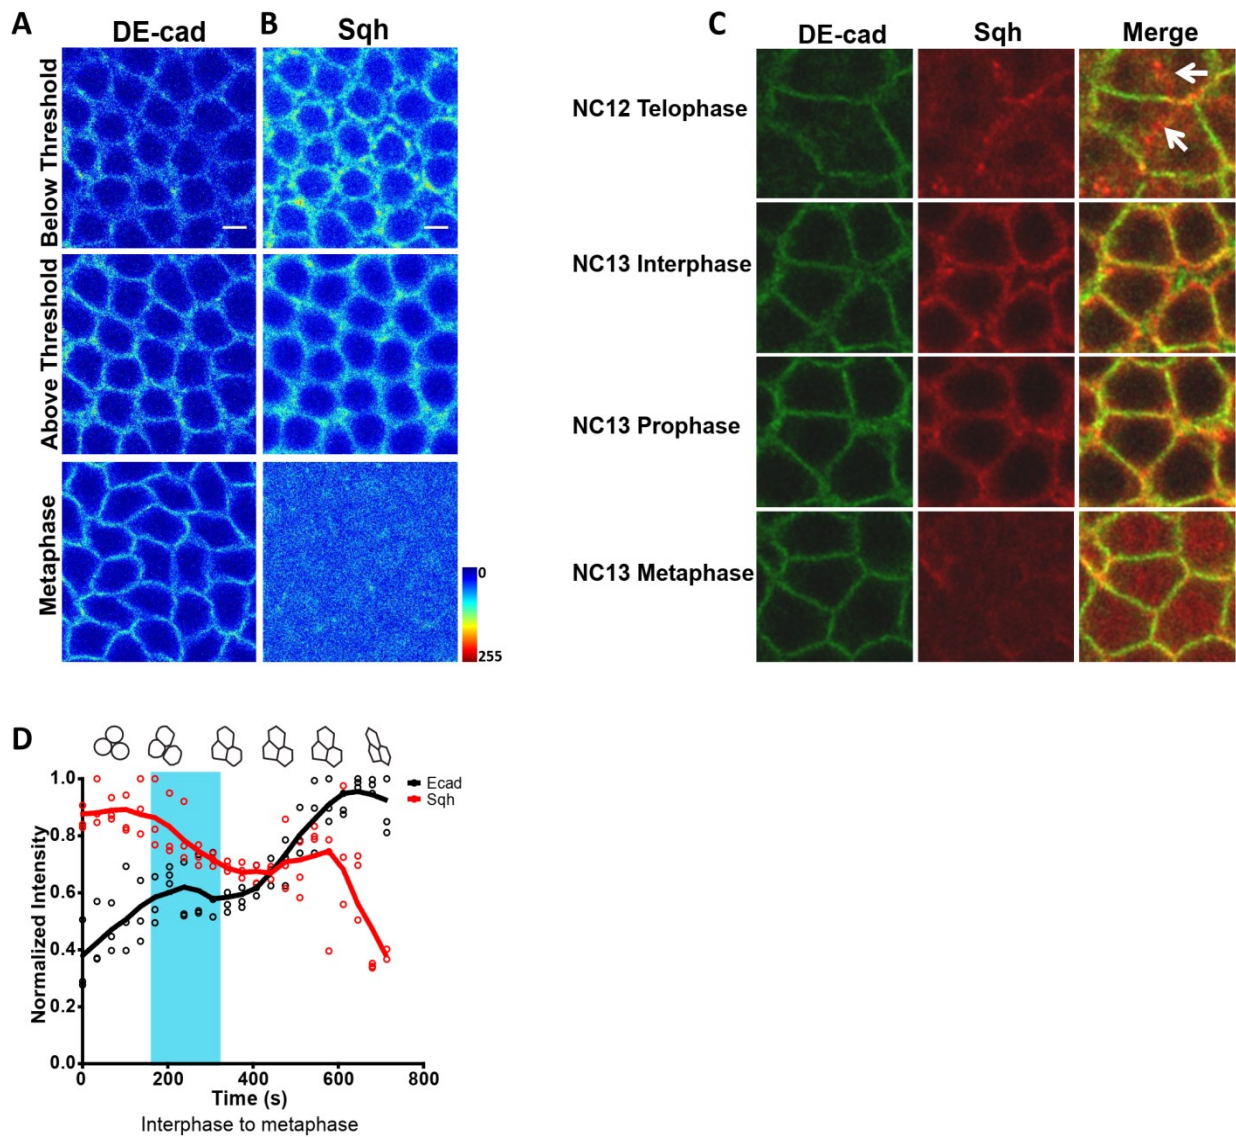 A
B
C
DE-cad
Sqh
DE-cad
Sqh
Merge
Below Threshold
Above Threshold
Metaphase
0
255
NC12 Telophase
NC13 Interphase
NC13 Prophase
NC13 Metaphase
D
Normalized Intensity
1.0
0.8
0.6
0.4
0.2
0.0
0
200
400
600
800
Ecad
Sqh
Time (s)
Interphase to metaphase